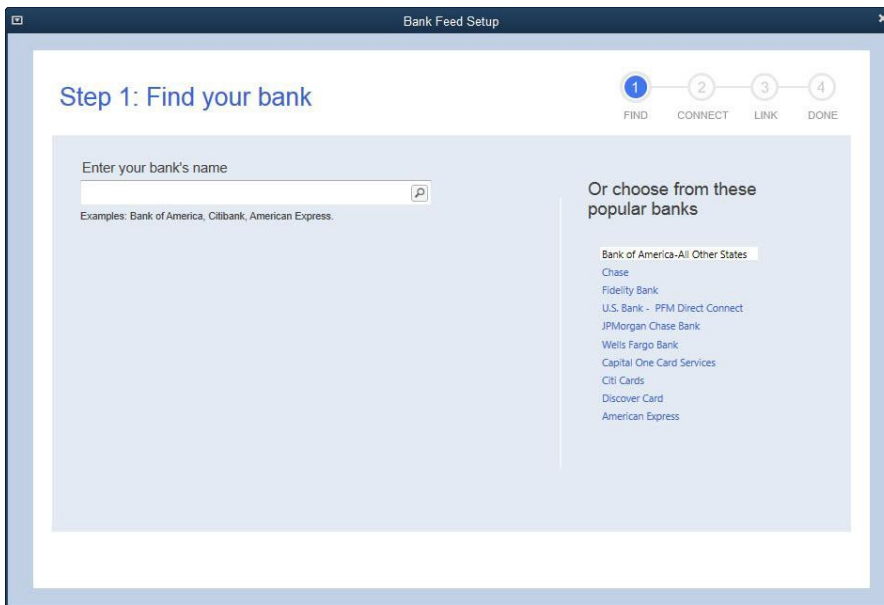 Bank Feed Setup
Step 1: Find your bank
1 2 3 4
FIND CONNECT LINK DONE
Enter your bank's name
Examples: Bank of America, Citibank, American Express.
Or choose from these
popular banks
Bank of America-All Other States
Chase
Fidelity Bank
U.S. Bank - PFM Direct Connect
JPMorgan Chase Bank
Wells Fargo Bank
Capital One Card Services
Citi Cards
Discover Card
American Express